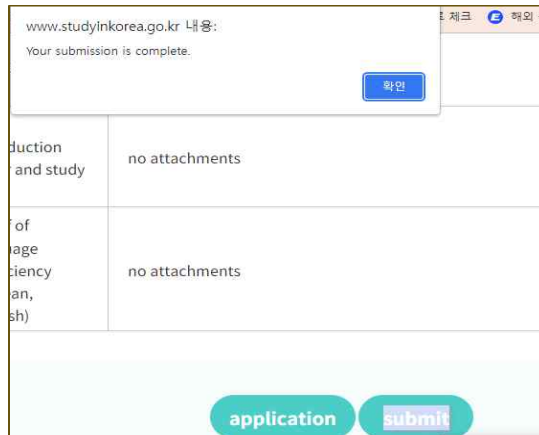 www.studyinkorea.go.kr 내용:
Your submission is complete.
확인
체크 E 해외
duction
and study
no attachments
of
iage
ciency
an,
sh)
no attachments
application
submit